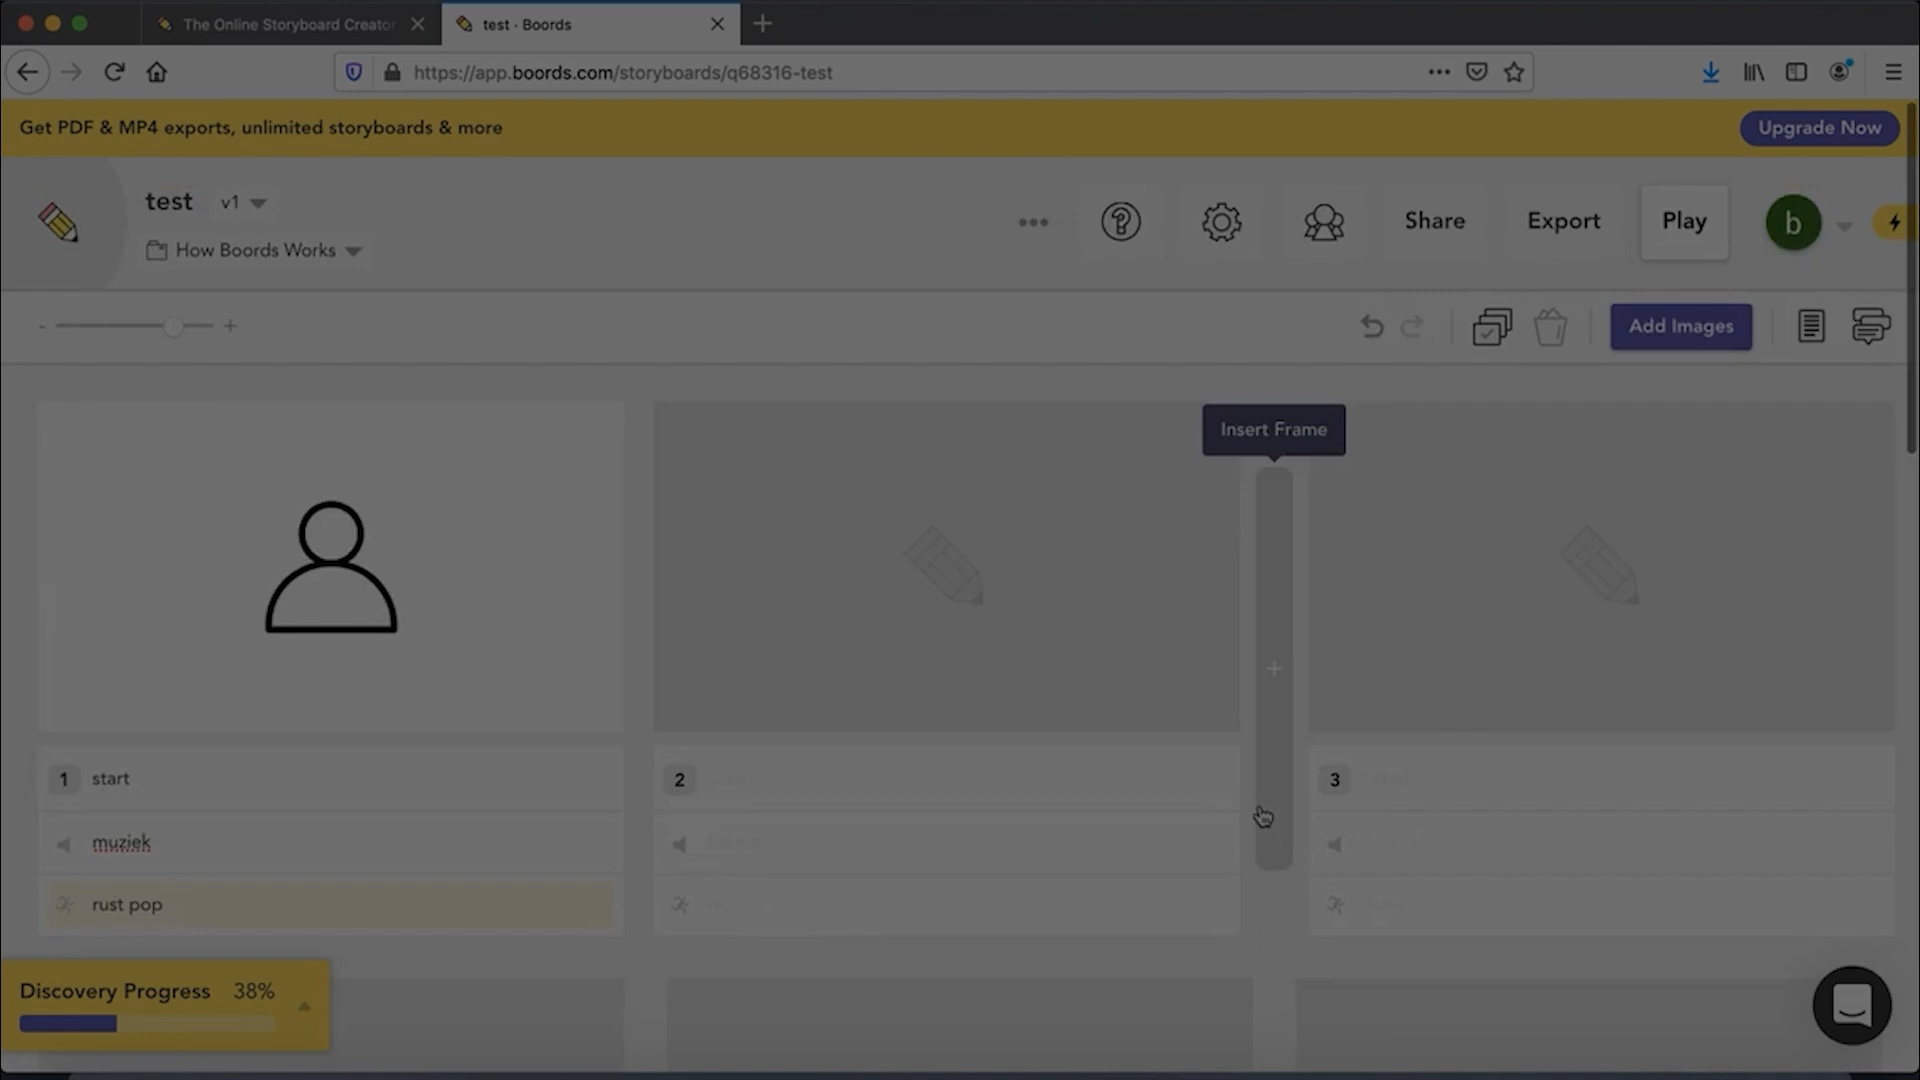 The Online Storyboard Creator
test · Boords
https://app.boords.com/storyboards/q68316-test
Get PDF & MP4 exports, unlimited storyboards & more
Upgrade Now
test
v1
How Boords Works
Share
Export
Play
b
- +
Add Images
Insert Frame
+
1 start
2
3
muziek
Sound
rust pop
Discovery Progress 38%